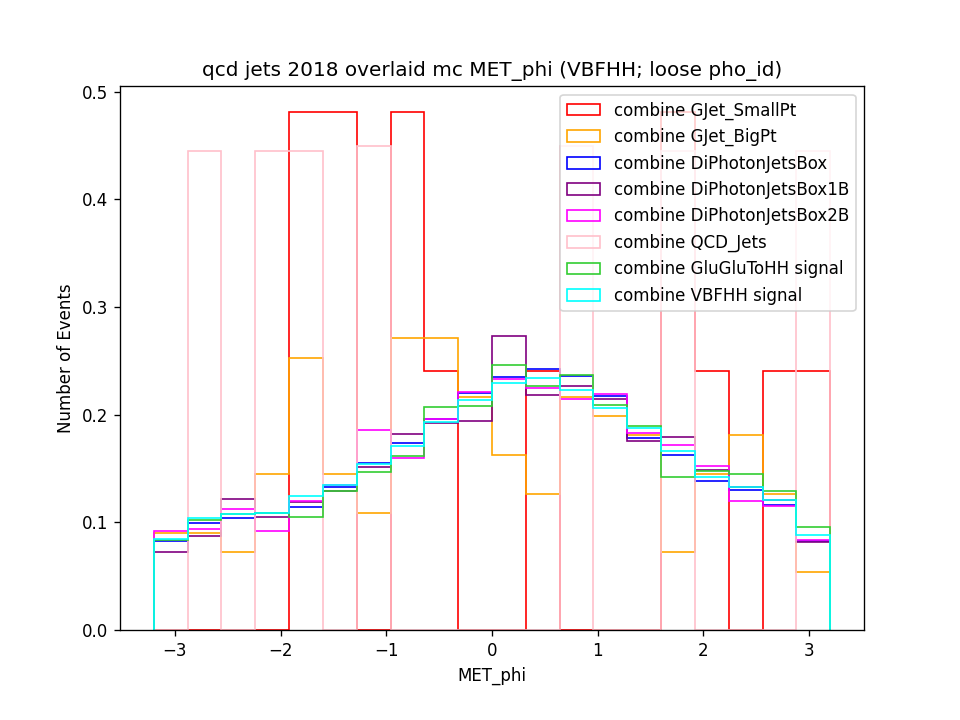 qcd jets 2018 overlaid mc MET_phi (VBFHH; loose pho_id)
Number of Events
0.5
0.4
0.3
0.2
0.1
0.0
combine GJet_SmallPt
combine GJet_BigPt
combine DiPhotonJetsBox
combine DiPhotonJetsBox1B
combine DiPhotonJetsBox2B
combine QCD_Jets
combine GluGluToHH signal
combine VBFHH signal
−3 −2 −1 0 1 2 3
MET_phi